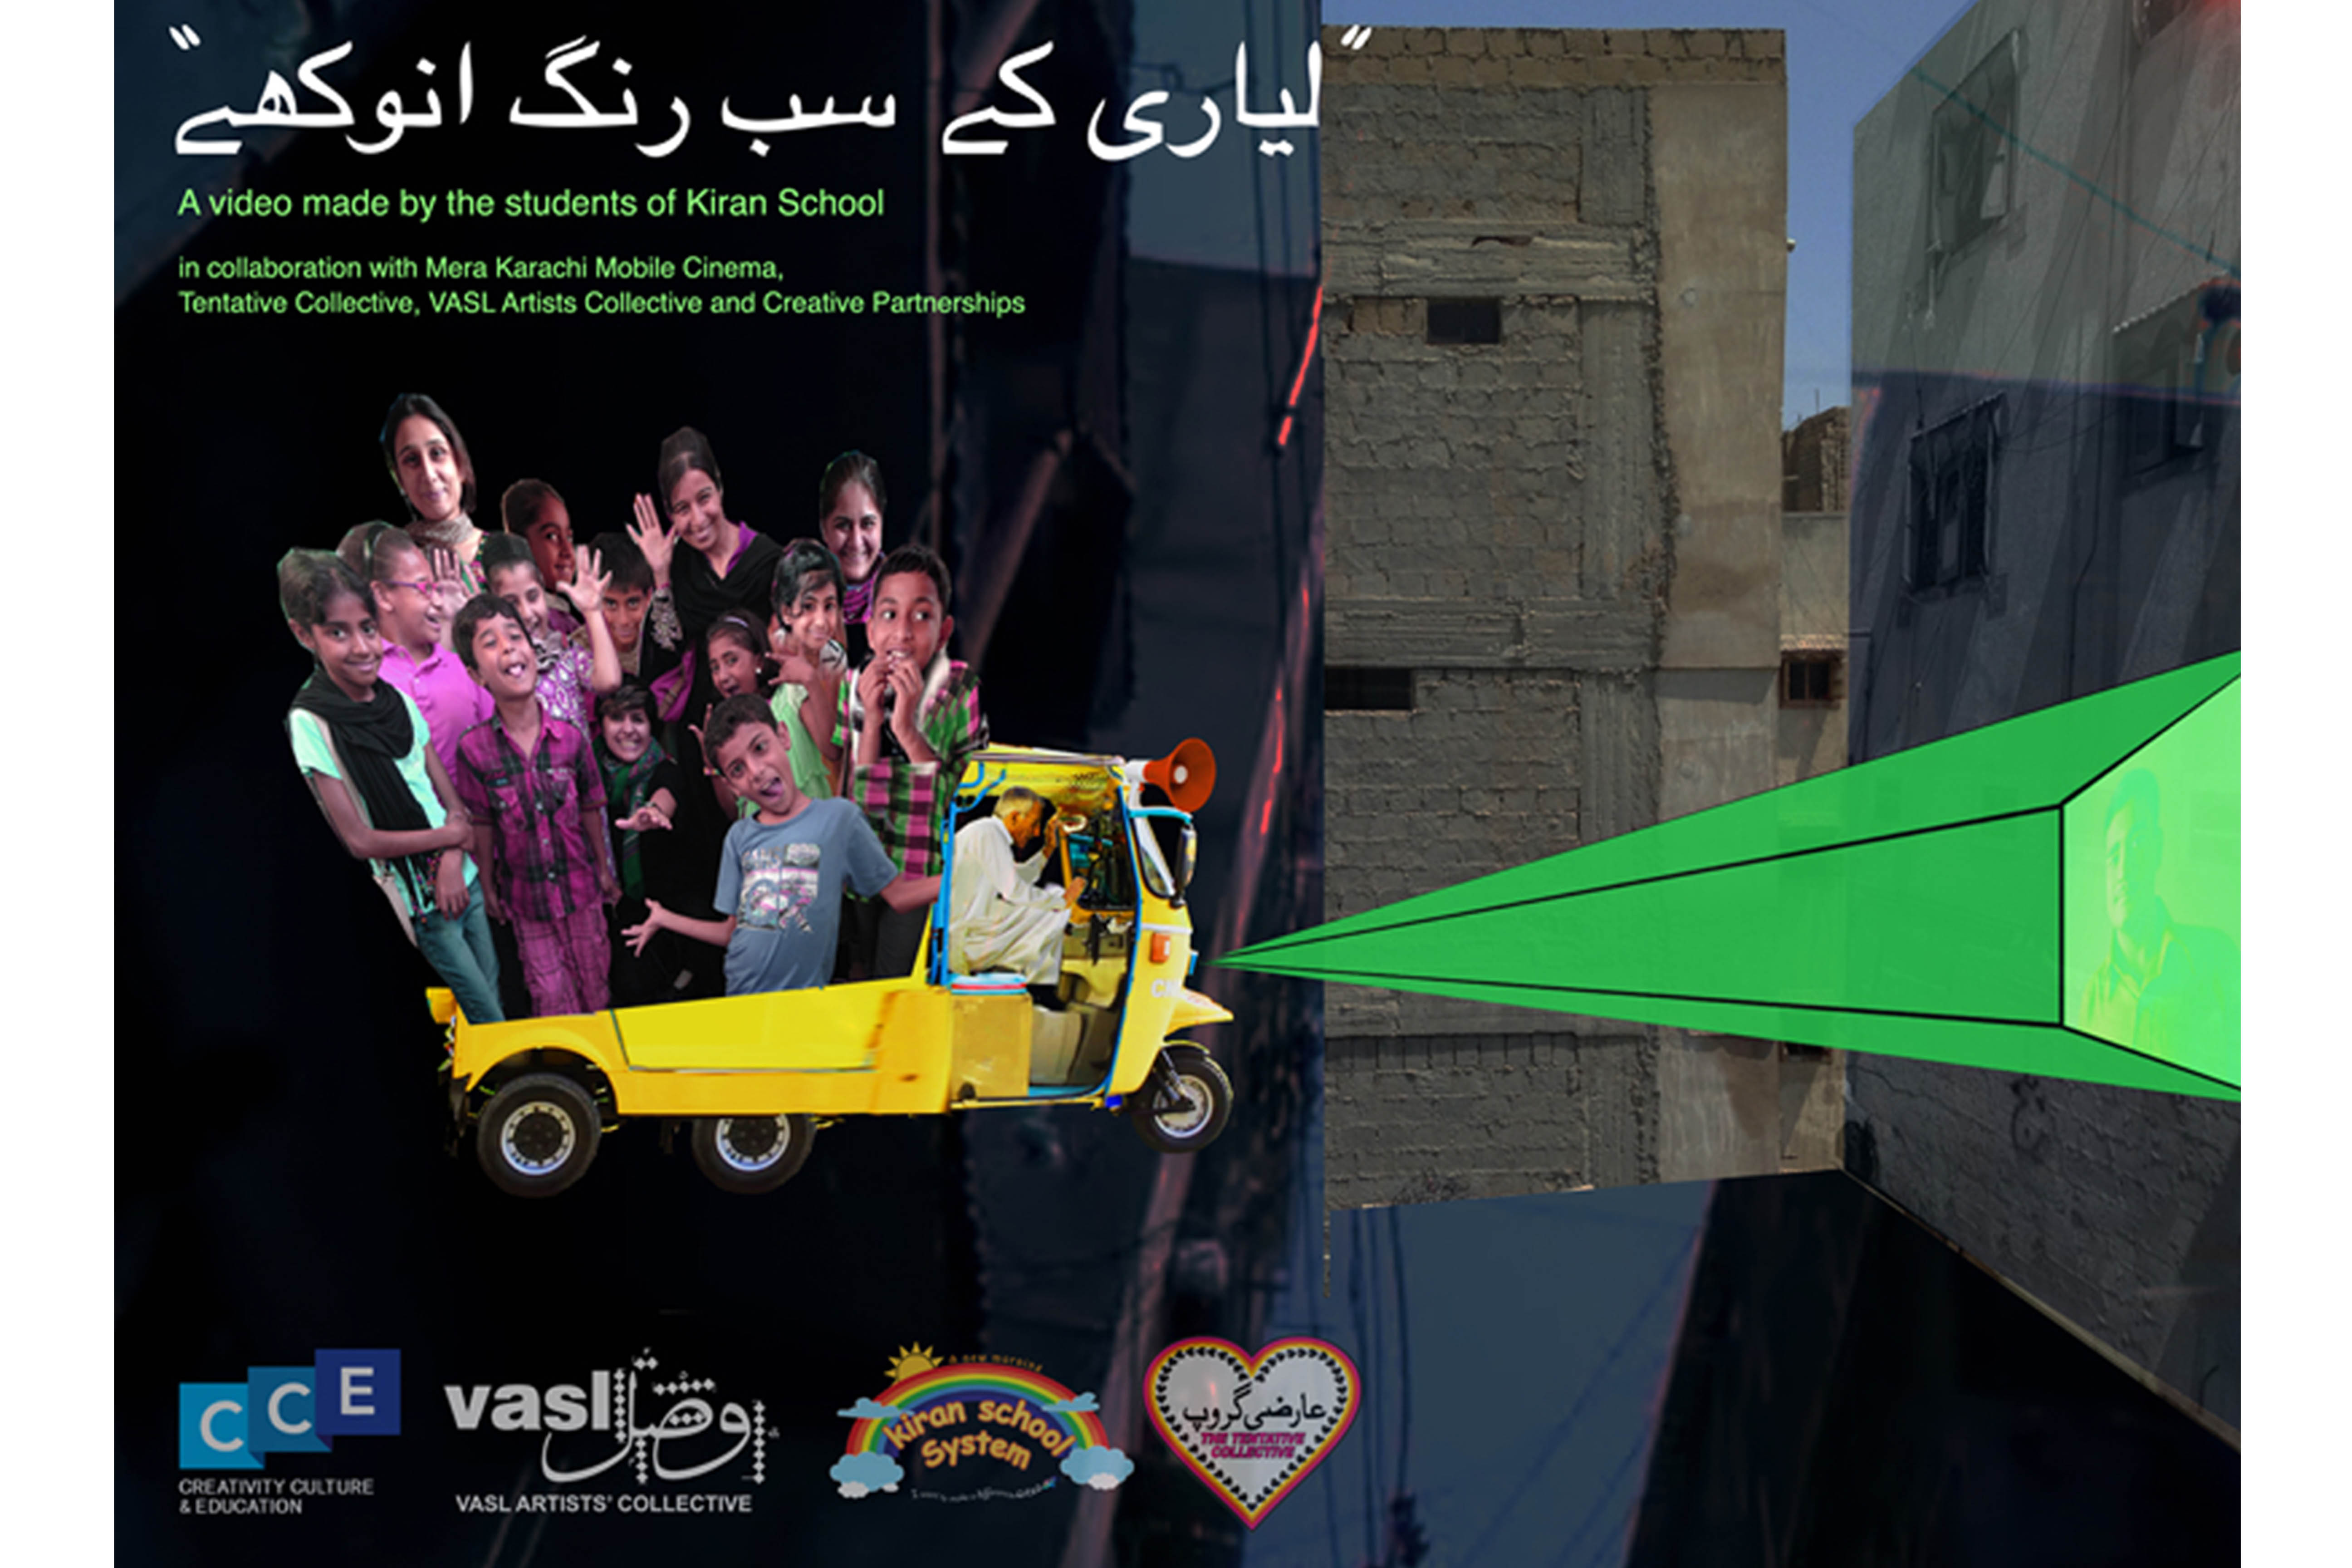 "لیاری کے سب رنگ انوکھے"
A video made by the students of Kiran School
in collaboration with Mera Karachi Mobile Cinema,
Tentative Collective, VASL Artists Collective and Creative Partnerships
CCE
CREATIVITY CULTURE
& EDUCATION
vasl وصل
VASL ARTISTS' COLLECTIVE
A new morning
kiran school
System
عارضی گروپ
THE TENTATIVE
COLLECTIVE